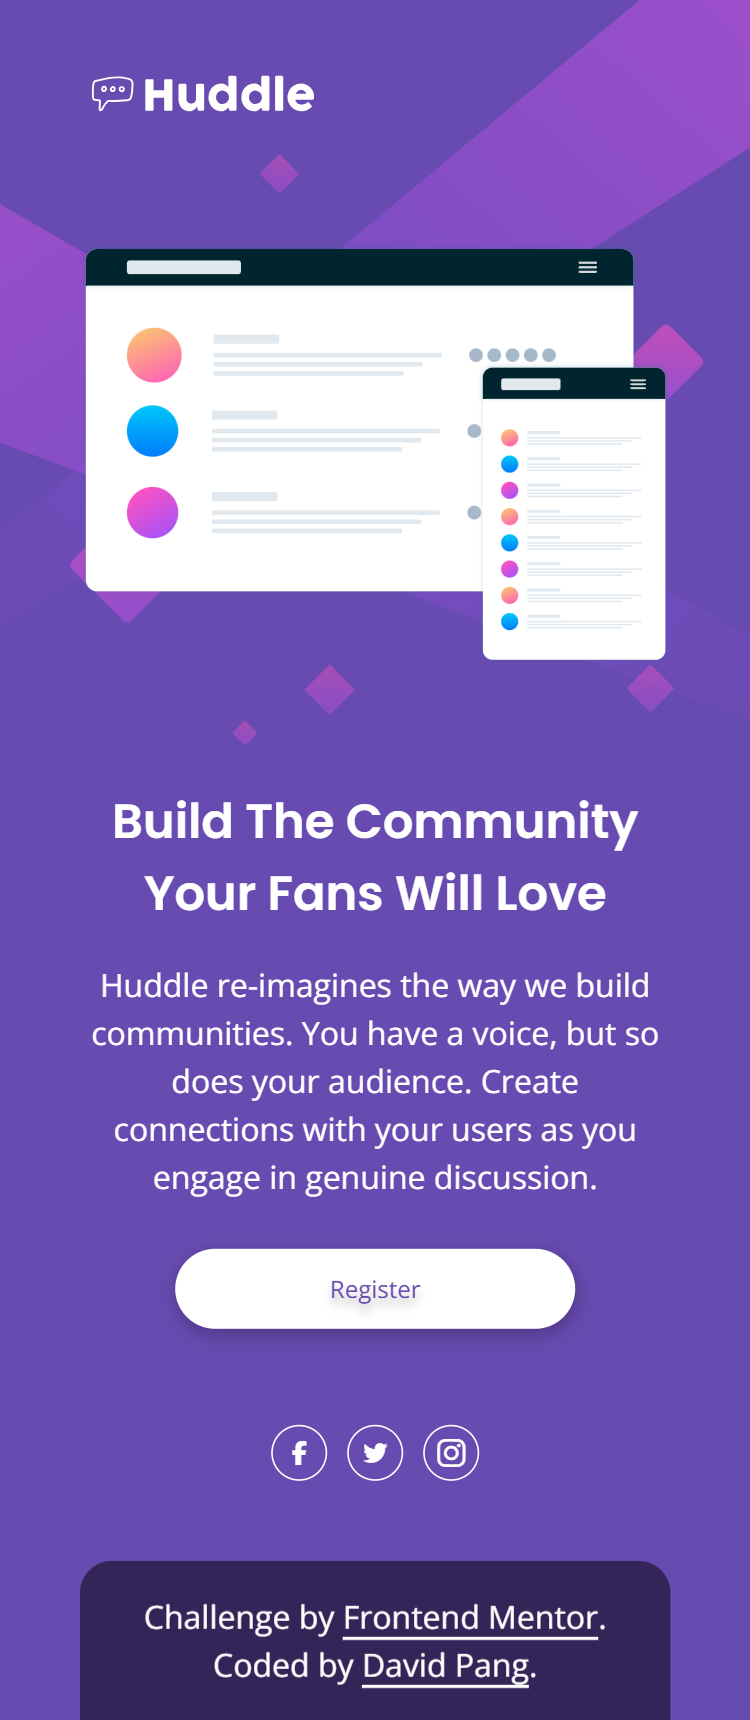 Huddle
Build The Community
Your Fans Will Love
Huddle re-imagines the way we build
communities. You have a voice, but so
does your audience. Create
connections with your users as you
engage in genuine discussion.
Register
Challenge by Frontend Mentor.
Coded by David Pang.